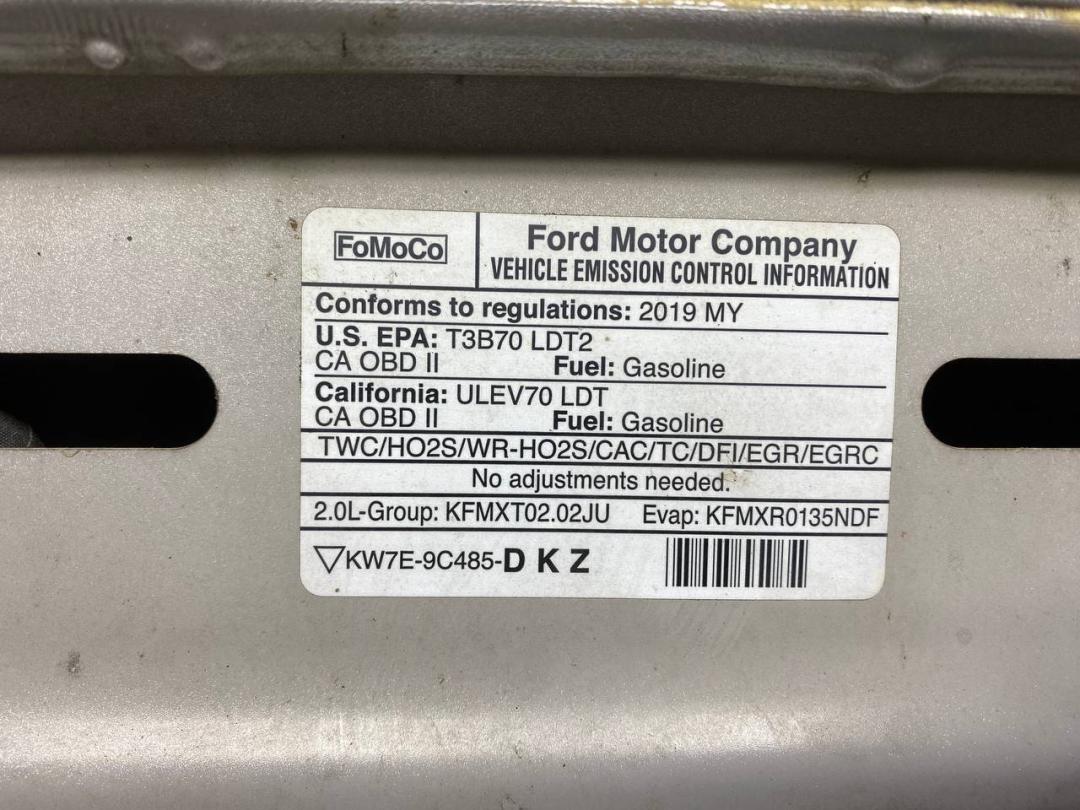 FoMoCo
Ford Motor Company
VEHICLE EMISSION CONTROL INFORMATION
Conforms to regulations: 2019 MY
U.S. EPA: T3B70 LDT2
CA OBD II Fuel: Gasoline
California: ULEV70 LDT
CA OBD II Fuel: Gasoline
TWC/HO2S/WR-HO2S/CAC/TC/DFI/EGR/EGRC
No adjustments needed.
2.0L-Group: KFMXT02.02JU Evap: KFMXR0135NDF
▽KW7E-9C485-D K Z